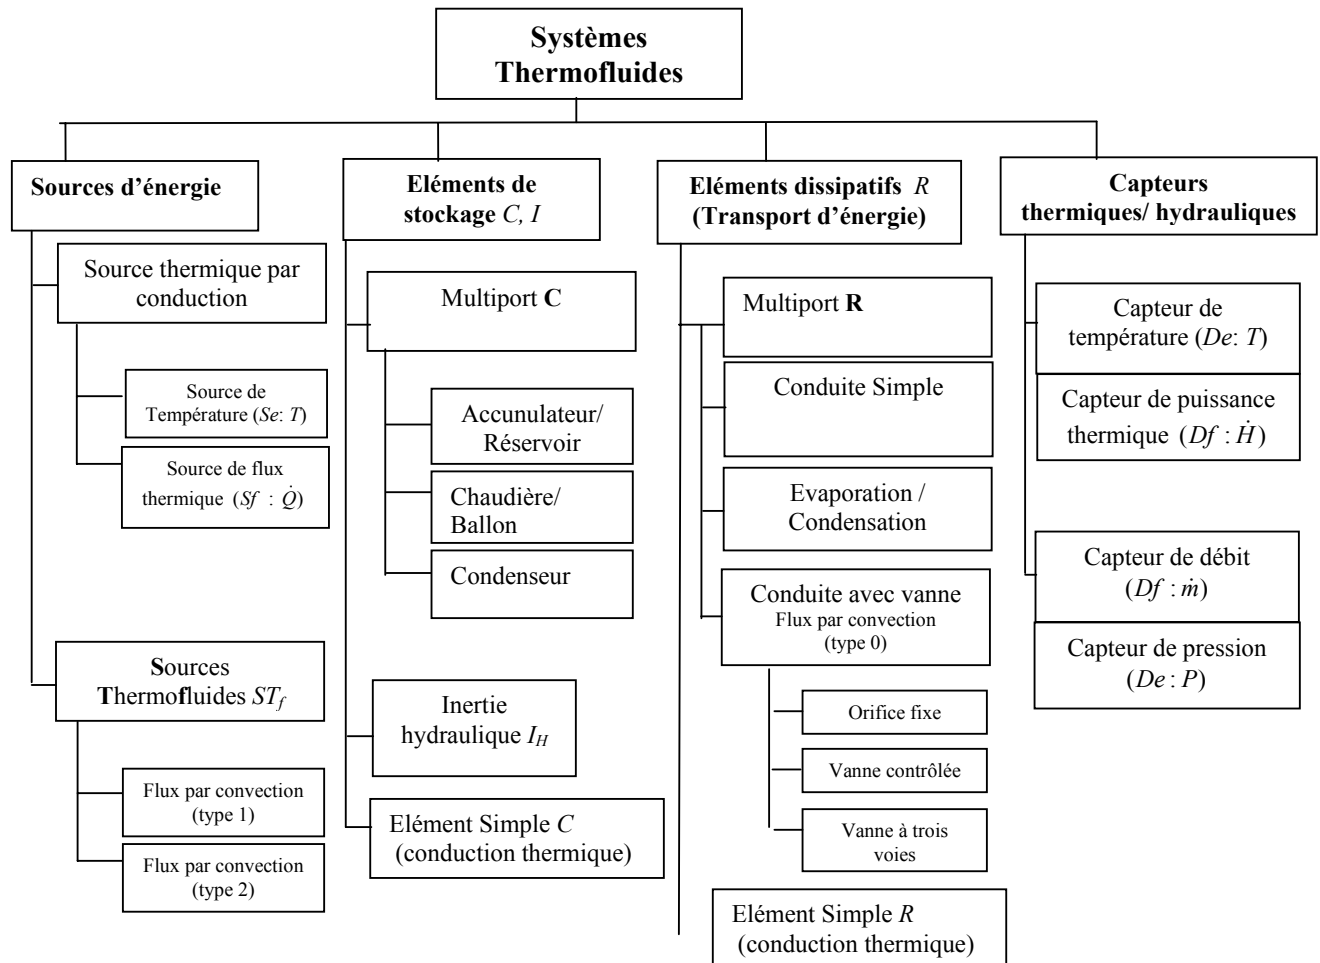 Systèmes
Thermofluides
Sources d'énergie
Eléments de
stockage C, I
Eléments dissipatifs R
(Transport d'énergie)
Capteurs
thermiques/ hydrauliques
Source thermique par
conduction
Source de
Température (Se: T)
Source de flux
thermique (Sf : Q̇)
Sources
Thermofluides STf
Flux par convection
(type 1)
Flux par convection
(type 2)
Multiport C
Accunulateur/
Réservoir
Chaudière/
Ballon
Condenseur
Inertie
hydraulique IH
Elément Simple C
(conduction thermique)
Multiport R
Conduite Simple
Evaporation /
Condensation
Conduite avec vanne
Flux par convection
(type 0)
Orifice fixe
Vanne contrôlée
Vanne à trois
voies
Elément Simple R
(conduction thermique)
Capteur de
température (De: T)
Capteur de puissance
thermique (Df : Ḣ)
Capteur de débit
(Df : ṁ)
Capteur de pression
(De : P)